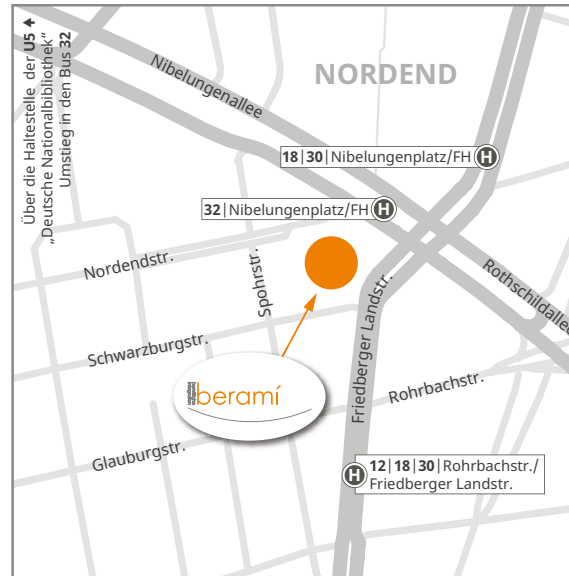 Über die Haltestelle der U5
„Deutsche Nationalbibliothek“
Umstieg in den Bus 32
Nibelungenallee
NORDEND
18|30|Nibelungenplatz/FH H
32|Nibelungenplatz/FH H
Nordendstr.
Spohrstr.
Rothschildallee
Friedberger Landstr.
Schwarzburgstr.
beramí
Rohrbachstr.
Glauburgstr.
H 12|18|30|Rohrbachstr./
Friedberger Landstr.